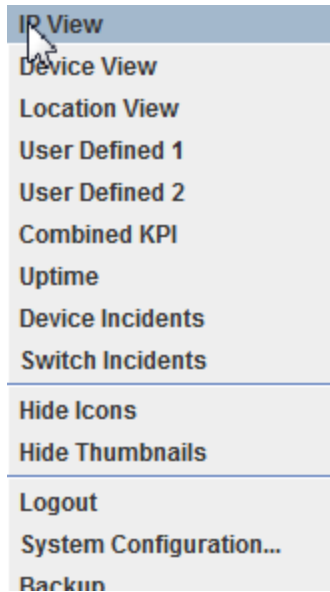 IP View
Device View
Location View
User Defined 1
User Defined 2
Combined KPI
Uptime
Device Incidents
Switch Incidents
Hide Icons
Hide Thumbnails
Logout
System Configuration...
Backup